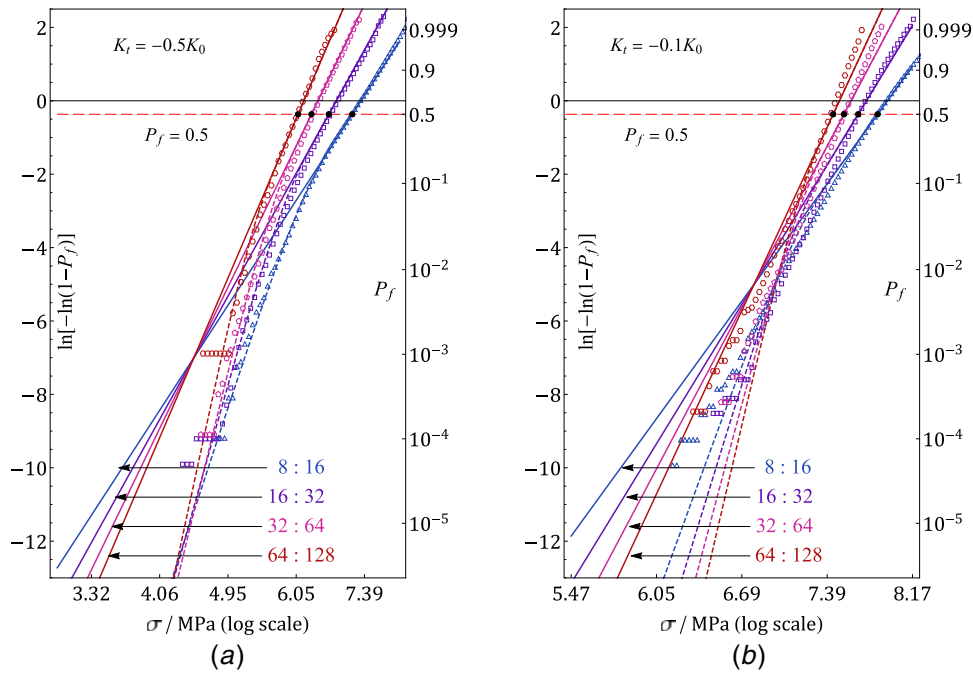 2
0
−2
−4
−6
−8
−10
−12
ln[−ln(1−P_f)]
K_t = −0.5K_0
P_f = 0.5
0.999
0.9
0.5
10^−1
10^−2
P_f
10^−3
10^−4
10^−5
8 : 16
16 : 32
32 : 64
64 : 128
3.32 4.06 4.95 6.05 7.39
σ / MPa (log scale)
(a)
2
0
−2
−4
−6
−8
−10
−12
ln[−ln(1−P_f)]
K_t = −0.1K_0
P_f = 0.5
0.999
0.9
0.5
10^−1
10^−2
P_f
10^−3
10^−4
10^−5
8 : 16
16 : 32
32 : 64
64 : 128
5.47 6.05 6.69 7.39 8.17
σ / MPa (log scale)
(b)